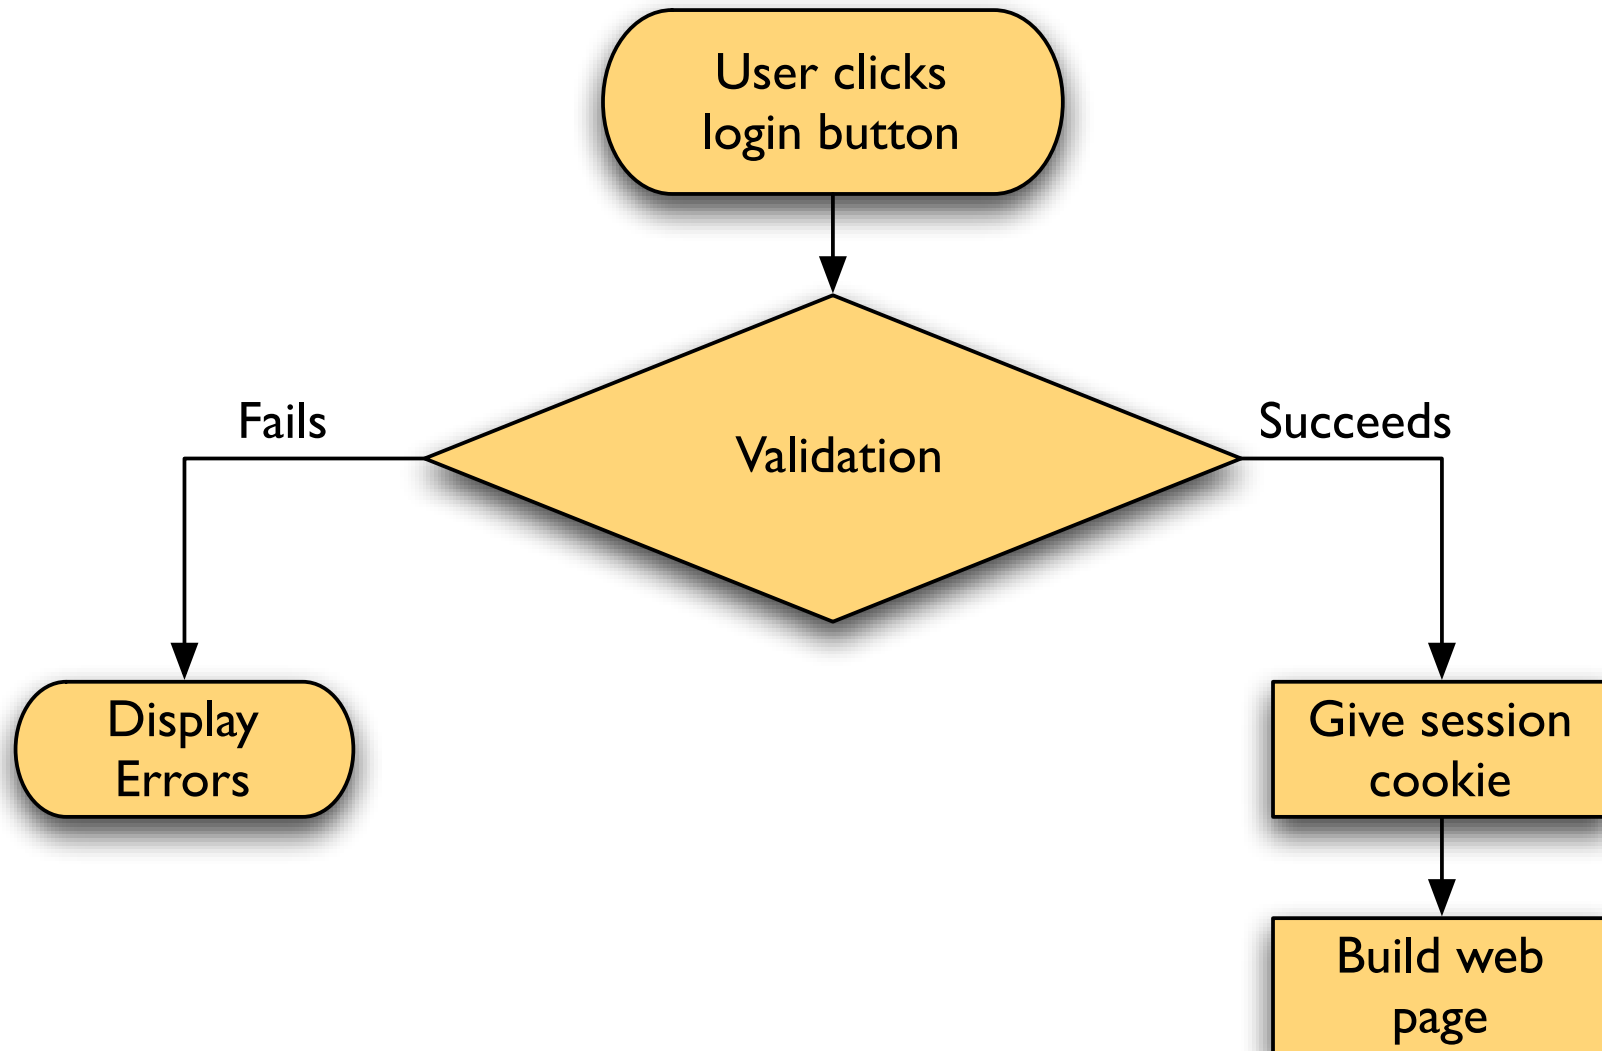 User clicks
login button
Fails
Succeeds
Validation
Display
Errors
Give session
cookie
Build web
page